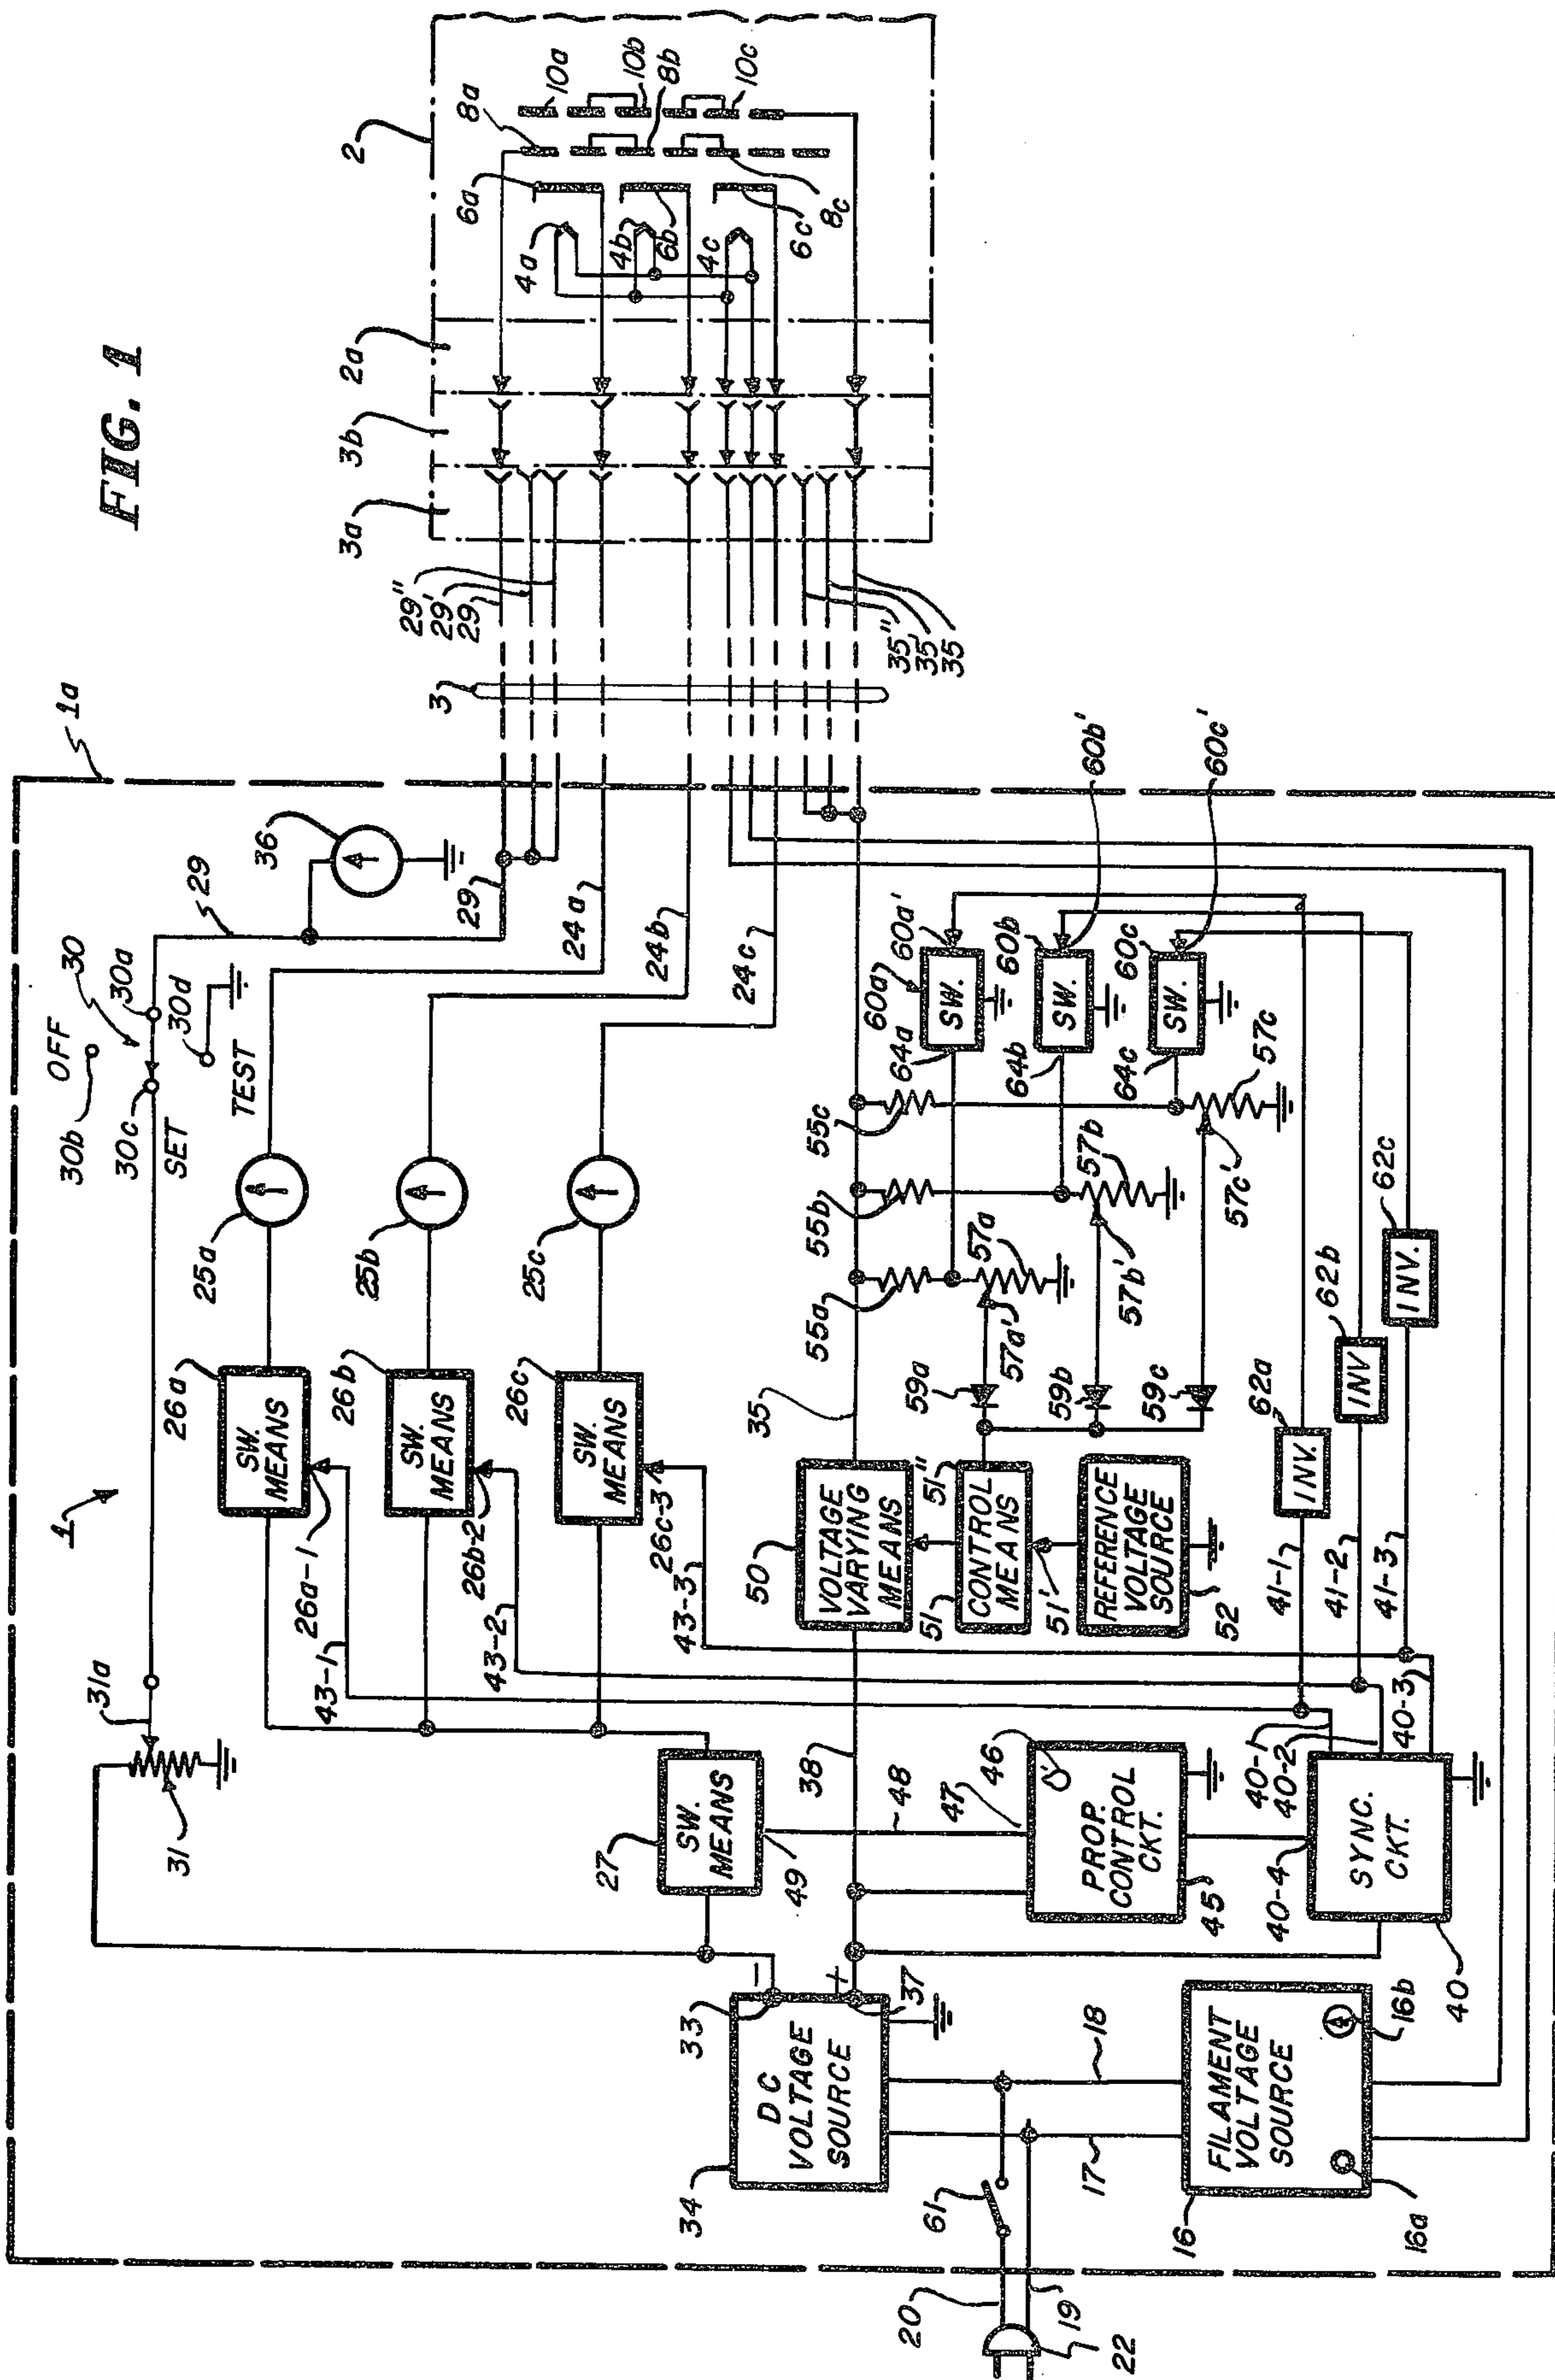 FIG. 1
1
1a
2
2a
3b
3a
3
6a
8a
10a
10b
8b
10c
4a
4b
6b
4c
6c
8c
29"
29'
29
35"
35'
35
36
29
29
30
30a
30b
OFF
30c
SET
30d
TEST
24a
24b
24c
25a
25b
25c
26a
SW.
MEANS
26a-1
43-1
26b
SW.
MEANS
26b-2
43-2
26c
SW.
MEANS
26c-3
43-3
31a
31
27
SW.
MEANS
49
48
47
46
PROP.
CONTROL
CKT.
45
38
33
-
+
37
34
DC
VOLTAGE
SOURCE
50
VOLTAGE
VARYING
MEANS
35
51
CONTROL
MEANS
51"
51'
REFERENCE
VOLTAGE
SOURCE
52
55a
55b
55c
57a
57a'
57b
57b'
57c
57c'
59a
59b
59c
60a
60a'
SW.
64a
60b
60b'
SW.
64b
60c
60c'
SW.
64c
62a
INV.
62b
INV
62c
INV.
41-1
41-2
41-3
40-1
40-2
40-3
40-4
SYNC.
CKT.
40
61
18
17
20
19
22
16
FILAMENT
VOLTAGE
SOURCE
16b
16a